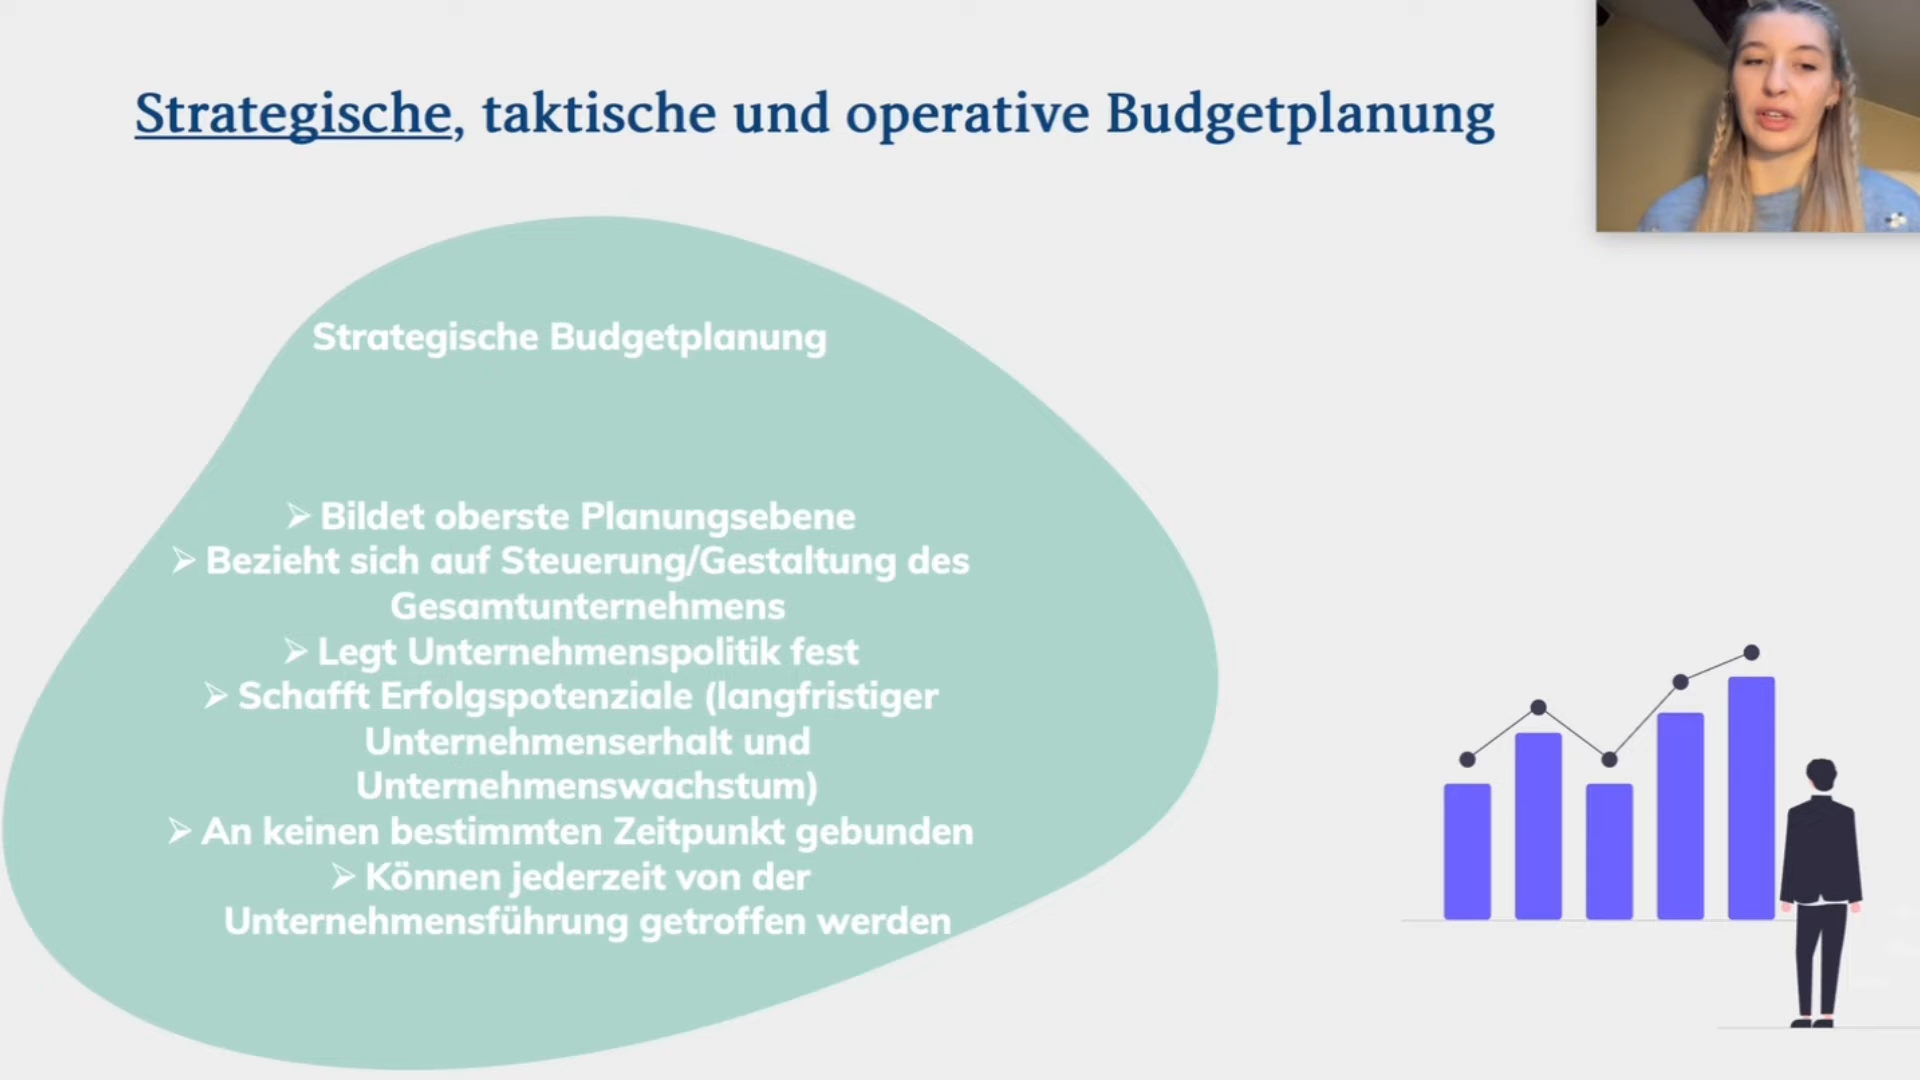 Strategische, taktische und operative Budgetplanung
Strategische Budgetplanung
➢ Bildet oberste Planungsebene
➢ Bezieht sich auf Steuerung/Gestaltung des
Gesamtunternehmens
➢ Legt Unternehmenspolitik fest
➢ Schafft Erfolgspotenziale (langfristiger
Unternehmenserhalt und
Unternehmenswachstum)
➢ An keinen bestimmten Zeitpunkt gebunden
➢ Können jederzeit von der
Unternehmensführung getroffen werden